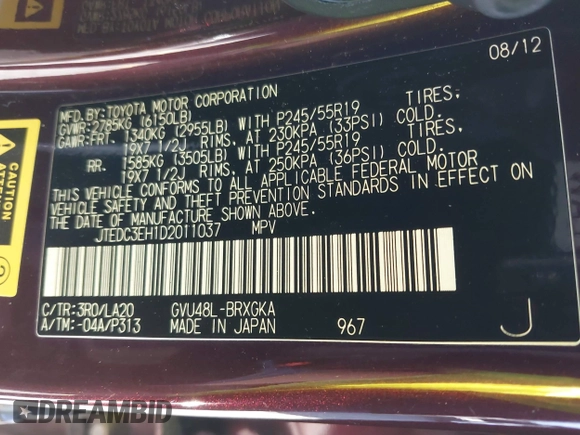 08/12
MFD.BY:TOYOTA MOTOR CORPORATION
GVWR:2785KG (6150LB)
GAWR:FRT. 1340KG (2955LB) WITH P245/55R19 TIRES,
19X7 1/2J RIMS, AT 230KPA (33PSI) COLD.
RR. 1585KG (3505LB) WITH P245/55R19 TIRES,
19X7 1/2J RIMS, AT 250KPA (36PSI) COLD.
THIS VEHICLE CONFORMS TO ALL APPLICABLE FEDERAL MOTOR
VEHICLE SAFETY AND THEFT PREVENTION STANDARDS IN EFFECT ON
THE DATE OF MANUFACTURE SHOWN ABOVE.
JTEDC3EH1D2011037 MPV
C/TR:3R0/LA20 GVU48L-BRXGKA
A/TM:-04A/P313 MADE IN JAPAN 967 J
CAUTION
DREAMBID